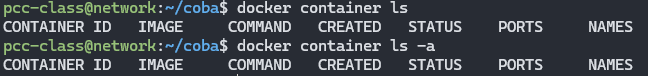 pcc-class@network:~/coba$ docker container ls
CONTAINER ID   IMAGE     COMMAND   CREATED   STATUS    PORTS     NAMES
pcc-class@network:~/coba$ docker container ls -a
CONTAINER ID   IMAGE     COMMAND   CREATED   STATUS    PORTS     NAMES